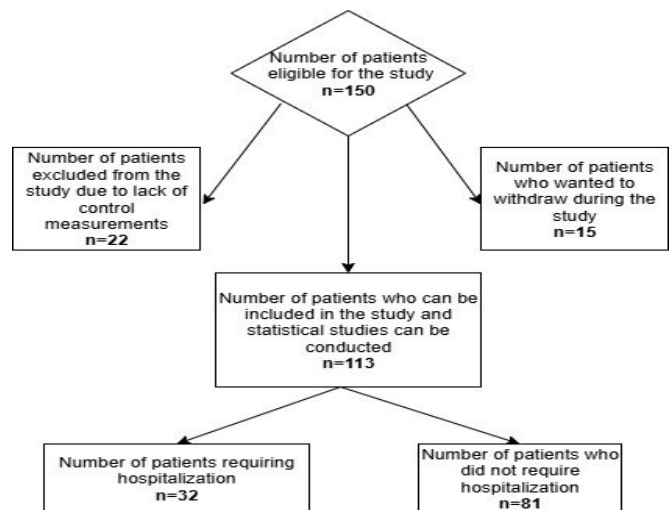 Number of patients
eligible for the study
n=150
Number of patients
excluded from the
study due to lack of
control
measurements
n=22
Number of patients
who wanted to
withdraw during the
study
n=15
Number of patients who can be
included in the study and
statistical studies can be
conducted
n=113
Number of patients requiring
hospitalization
n=32
Number of patients who
did not require
hospitalization
n=81